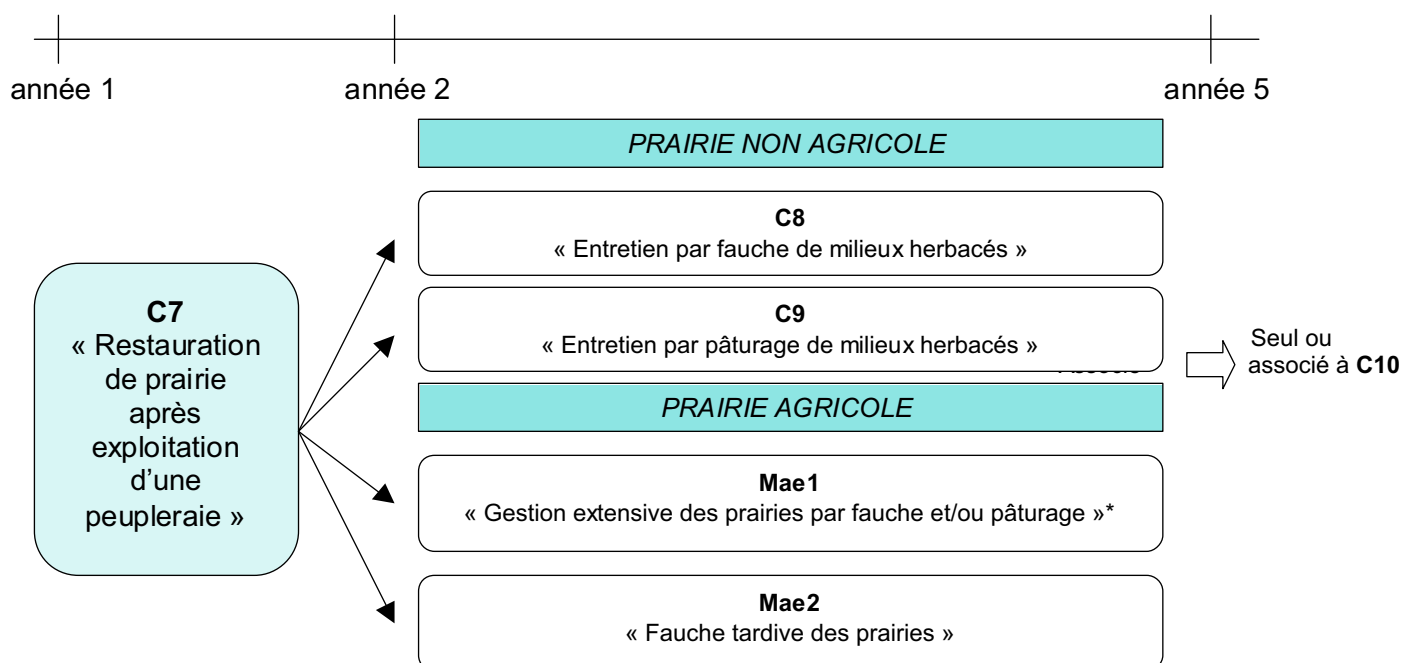 année 1
année 2
année 5
PRAIRIE NON AGRICOLE
C8
« Entretien par fauche de milieux herbacés »
C7
« Restauration
de prairie
après
exploitation
d'une
peupleraie »
C9
« Entretien par pâturage de milieux herbacés »
Seul ou
associé à C10
PRAIRIE AGRICOLE
Mae1
« Gestion extensive des prairies par fauche et/ou pâturage »*
Mae2
« Fauche tardive des prairies »